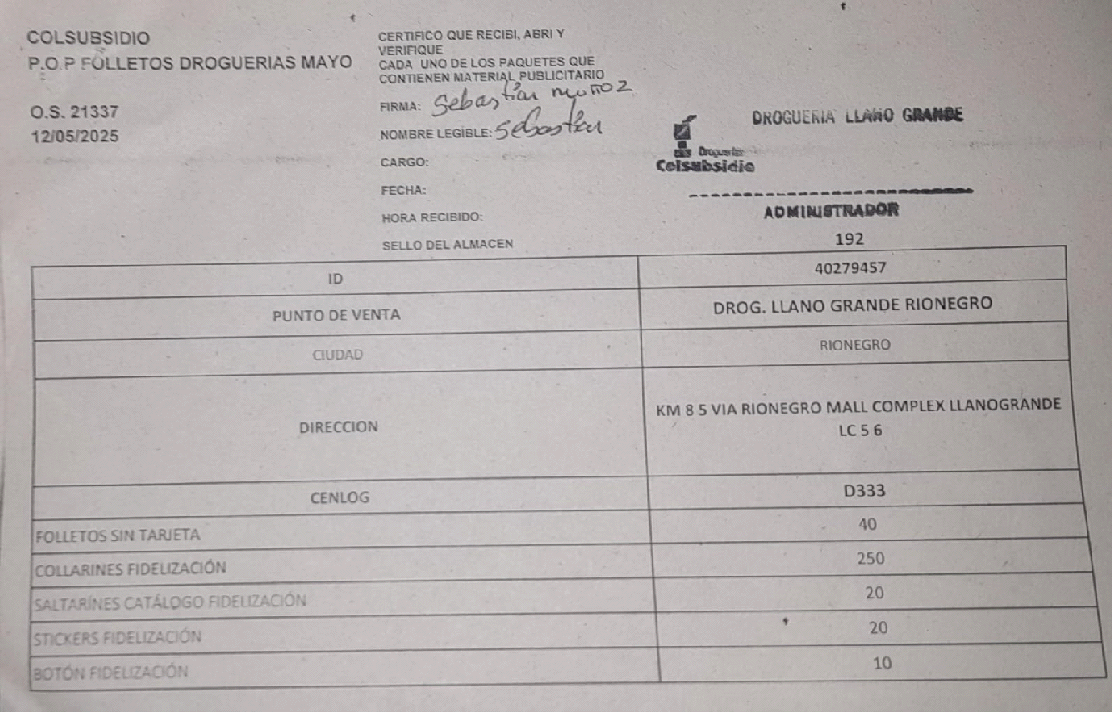 COLSUBSIDIO
P.O.P FOLLETOS DROGUERIAS MAYO
O.S. 21337
12/05/2025
CERTIFICO QUE RECIBI, ABRI Y
VERIFIQUE
CADA UNO DE LOS PAQUETES QUE
CONTIENEN MATERIAL PUBLICITARIO
FIRMA: Sebastian muñoz
NOMBRE LEGIBLE: Sebastian
CARGO:
FECHA:
HORA RECIBIDO:
SELLO DEL ALMACEN
DROGUERIA LLANO GRANDE
Droguerías
Colsubsidio
ADMINISTRADOR
192
ID 40279457
PUNTO DE VENTA DROG. LLANO GRANDE RIONEGRO
CIUDAD RIONEGRO
DIRECCION KM 8 5 VIA RIONEGRO MALL COMPLEX LLANOGRANDE
LC 5 6
CENLOG D333
FOLLETOS SIN TARJETA 40
COLLARINES FIDELIZACIÓN 250
SALTARÍNES CATÁLOGO FIDELIZACIÓN 20
STICKERS FIDELIZACIÓN 20
BOTÓN FIDELIZACIÓN 10